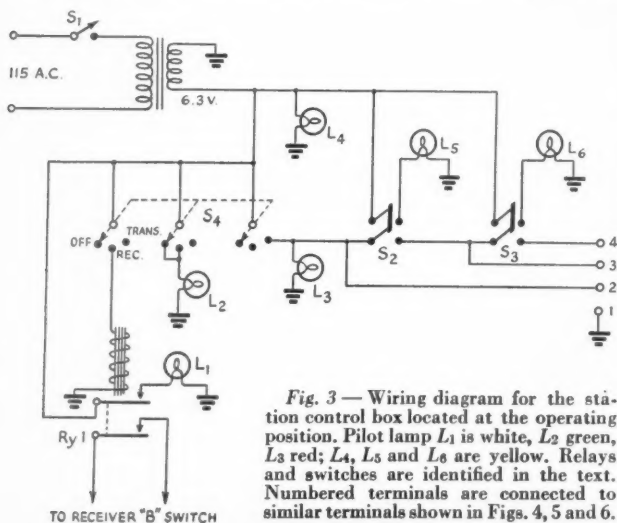 S1
115 A.C.
6.3 V.
L4
L5
L6
OFF
REC.
TRANS.
S4
L2
L3
S2
S3
4
3
2
1
L1
Ry 1
TO RECEIVER "B" SWITCH
Fig. 3 — Wiring diagram for the sta-
tion control box located at the operating
position. Pilot lamp L1 is white, L2 green,
L3 red; L4, L5 and L6 are yellow. Relays
and switches are identified in the text.
Numbered terminals are connected to
similar terminals shown in Figs. 4, 5 and 6.